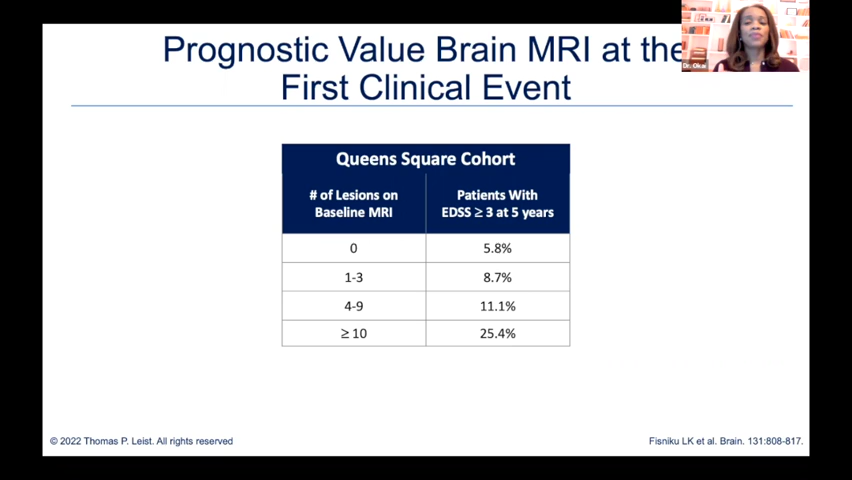 Prognostic Value Brain MRI at the
First Clinical Event
Dr. Okai
Queens Square Cohort
# of Lesions on Baseline MRI
Patients With EDSS ≥ 3 at 5 years
0 5.8%
1-3 8.7%
4-9 11.1%
≥ 10 25.4%
© 2022 Thomas P. Leist. All rights reserved
Fisniku LK et al. Brain. 131:808-817.